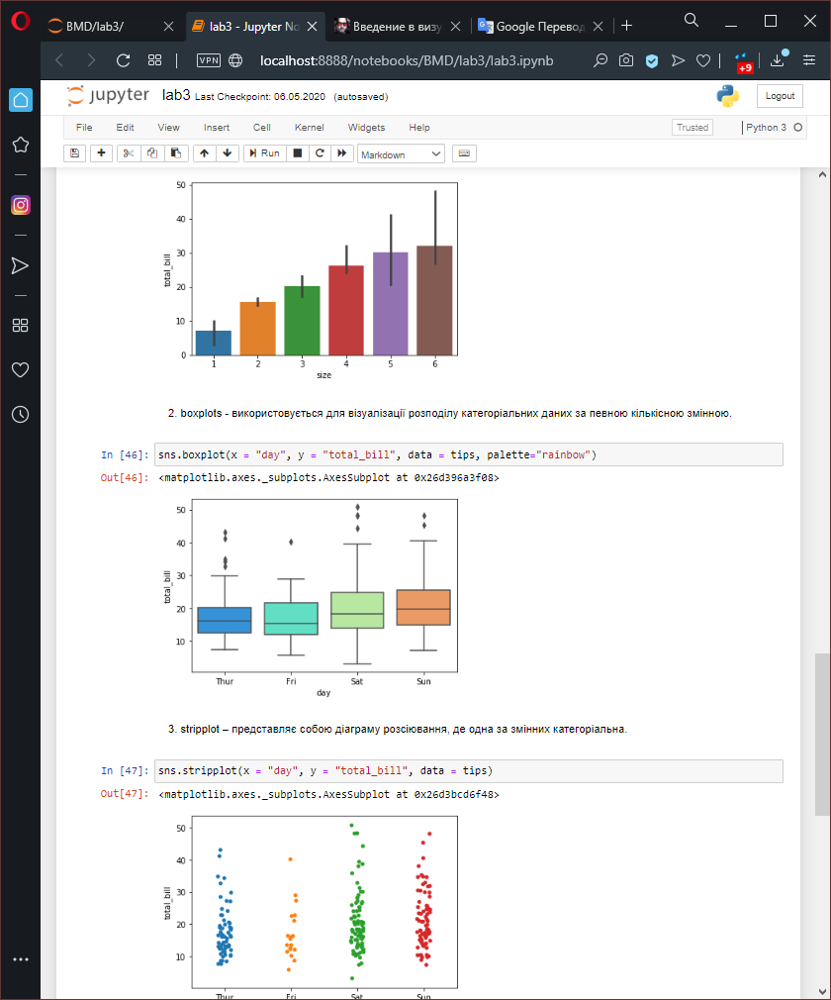 BMD/lab3/
lab3 - Jupyter No
Введение в визу
Google Перевод
VPN
localhost:8888/notebooks/BMD/lab3/lab3.ipynb
+9
jupyter lab3 Last Checkpoint: 06.05.2020 (autosaved)
Logout
File Edit View Insert Cell Kernel Widgets Help
Trusted
Python 3
Run
Markdown
50
40
30
20
10
0
total_bill
1 2 3 4 5 6
size
2. boxplots - використовується для візуалізації розподілу категоріальних даних за певною кількісною змінною.
In [46]: sns.boxplot(x = "day", y = "total_bill", data = tips, palette="rainbow")
Out[46]: <matplotlib.axes._subplots.AxesSubplot at 0x26d396a3f08>
50
40
30
20
10
total_bill
Thur Fri Sat Sun
day
3. stripplot – представляє собою діаграму розсіювання, де одна за змінних категоріальна.
In [47]: sns.stripplot(x = "day", y = "total_bill", data = tips)
Out[47]: <matplotlib.axes._subplots.AxesSubplot at 0x26d3bcd6f48>
50
40
30
20
10
total_bill
Thur Fri Sat Sun